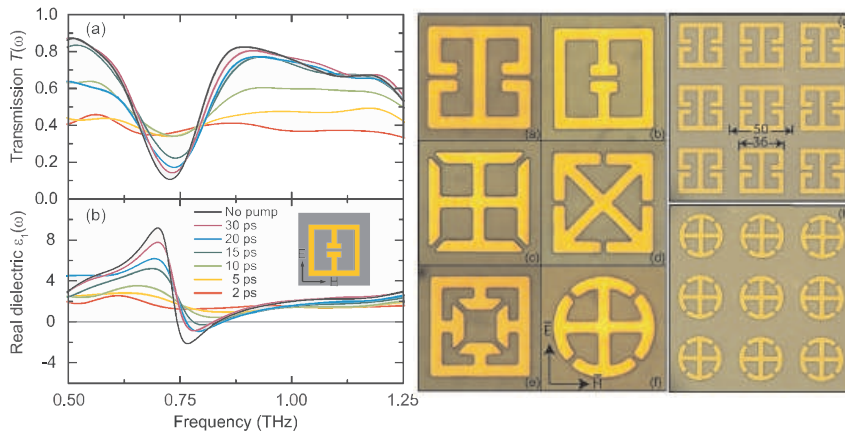 (a)
Transmission T(ω)
1.0
0.8
0.6
0.4
0.2
0.0
(b)
Real dielectric ε₁(ω)
8
4
0
-4
No pump
30 ps
20 ps
15 ps
10 ps
5 ps
2 ps
E
H
0.50
0.75
1.00
1.25
Frequency (THz)
(a)
(b)
(c)
(d)
(e)
E
H
(f)
50
36